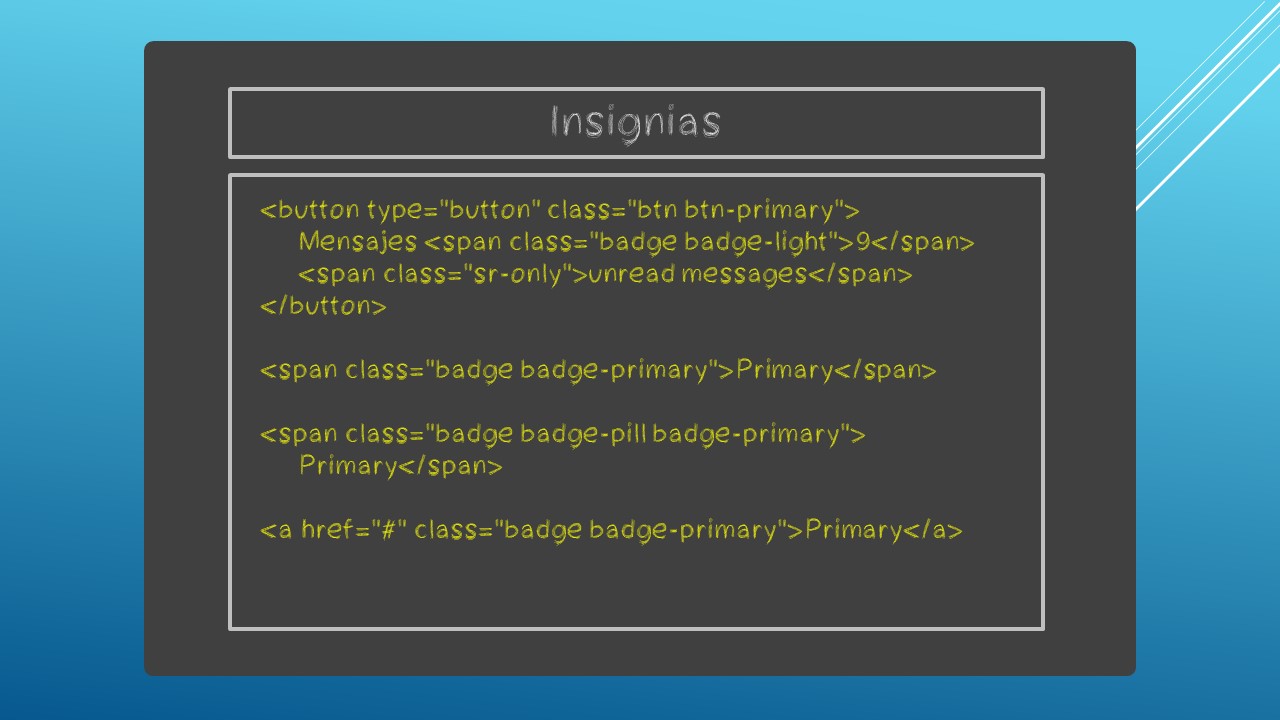 Insignias
<button type="button" class="btn btn-primary">
Mensajes <span class="badge badge-light">9</span>
<span class="sr-only">unread messages</span>
</button>
<span class="badge badge-primary">Primary</span>
<span class="badge badge-pill badge-primary">
Primary</span>
<a href="#" class="badge badge-primary">Primary</a>